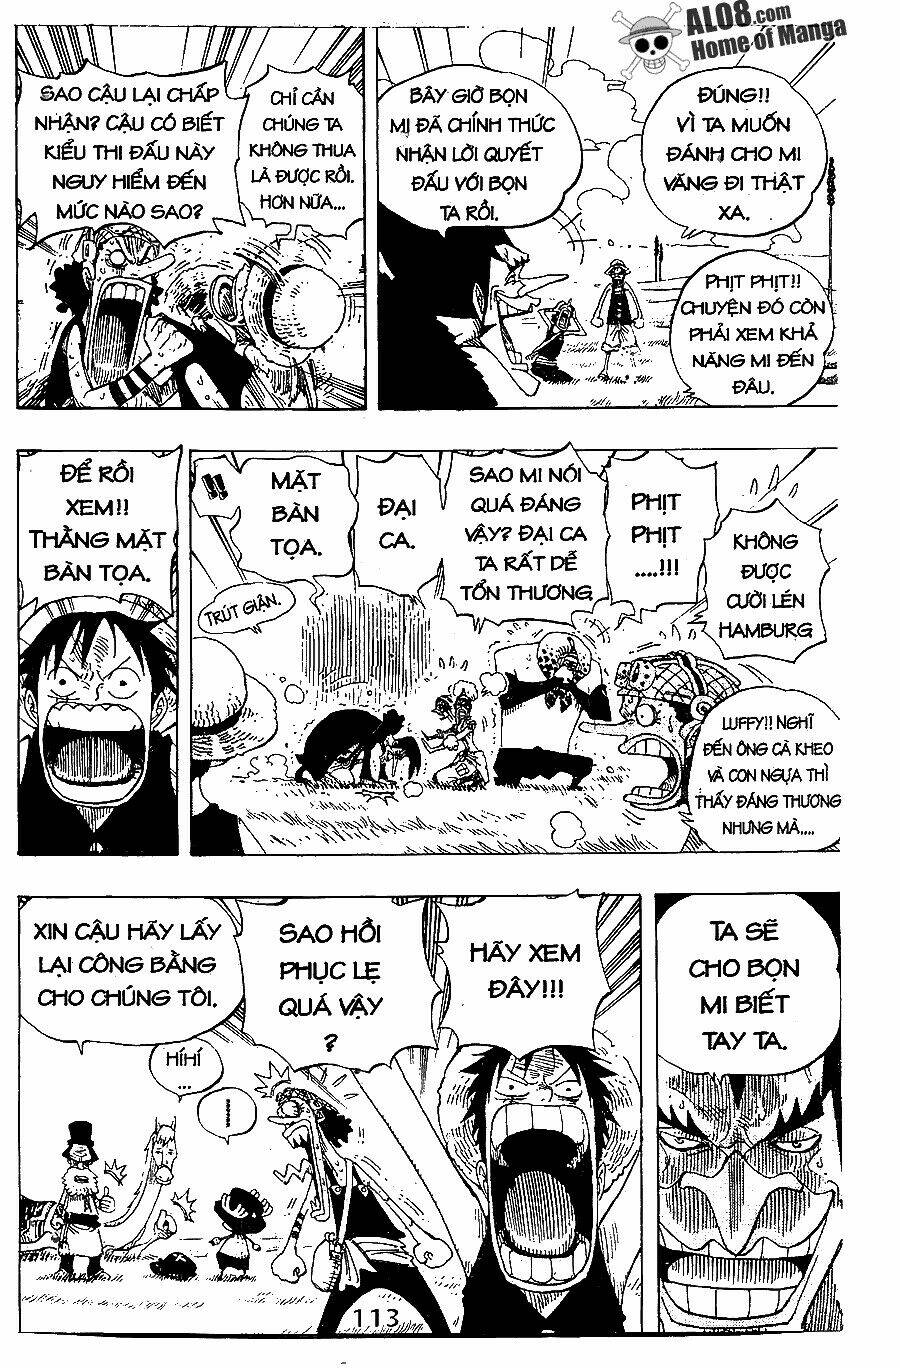 AL08.com
Home of Manga
ĐÚNG!!
VÌ TA MUỐN
ĐÁNH CHO MI
VĂNG ĐI THẬT
XA.
PHỊT PHỊT!!
CHUYỆN ĐÓ CÒN
PHẢI XEM KHẢ
NĂNG MI ĐẾN
ĐÂU.
BÂY GIỜ BỌN
MỊ ĐÃ CHÍNH THỨC
NHẬN LỜI QUYẾT
ĐẤU VỚI BỌN
TA RỒI.
CHỈ CẦN
CHÚNG TA
KHÔNG THUA
LÀ ĐƯỢC RỒI.
HƠN NỮA...
SAO CẬU LẠI CHẤP
NHẬN? CẬU CÓ BIẾT
KIỂU THI ĐẤU NÀY
NGUY HIỂM ĐẾN
MỨC NÀO SAO?
KHÔNG
ĐƯỢC
CƯỜI LÉN
HAMBURG
LUFFY!! NGHĨ
ĐẾN ÔNG CÀ KHEO
VÀ CON NGỰA THÌ
THẤY ĐÁNG THƯƠNG
NHƯNG MÀ....
PHỊT
PHỊT
....!!!
SAO MI NÓI
QUÁ ĐÁNG
VẬY? ĐẠI CA
TA RẤT DỄ
TỔN THƯƠNG
ĐẠI
CA.
MẶT
BÀN
TỌA.
!!
TRÚT GIẬN.
ĐỂ RỒI
XEM!!
THẰNG MẶT
BÀN TỌA.
TA SẼ
CHO BỌN
MI BIẾT
TAY TA.
HÃY XEM
ĐÂY!!!
SAO HỒI
PHỤC LẸ
QUÁ VẬY
?
XIN CẬU HÃY LẤY
LẠI CÔNG BẰNG
CHO CHÚNG TÔI.
HÍHÍ
...
113